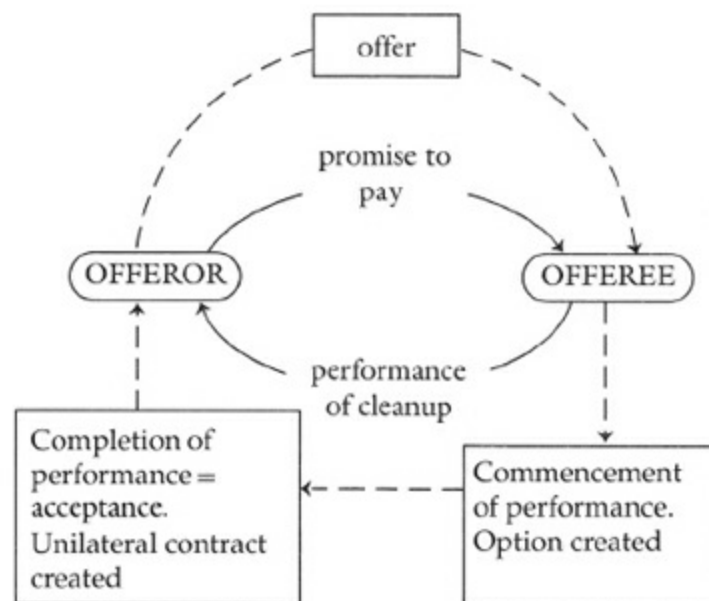 offer
promise to
pay
OFFEROR
OFFEREE
performance
of cleanup
Completion of
performance =
acceptance.
Unilateral contract
created
Commencement
of performance.
Option created